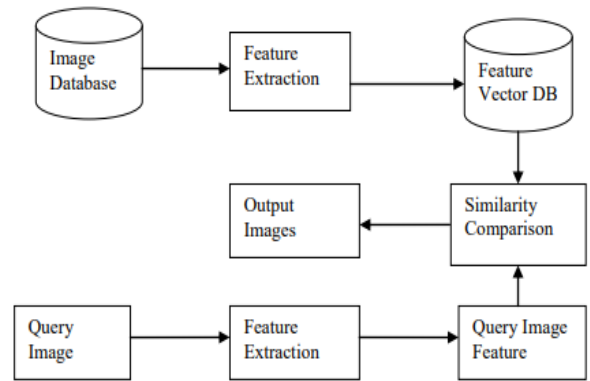 Image
Database
Feature
Extraction
Feature
Vector DB
Output
Images
Similarity
Comparison
Query
Image
Feature
Extraction
Query Image
Feature